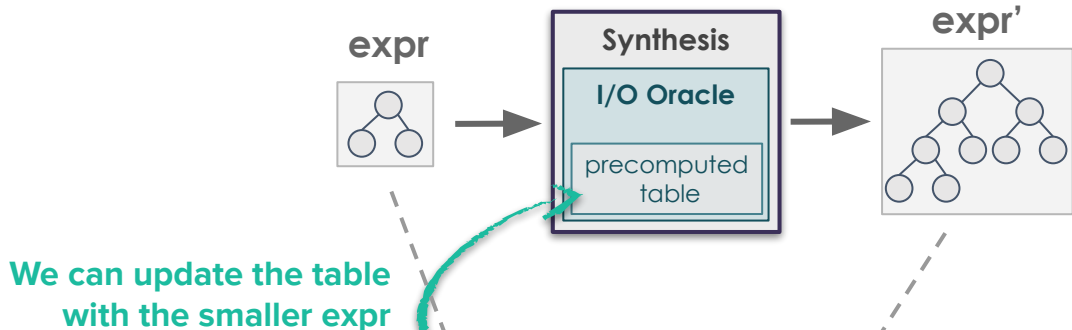 expr
Synthesis
expr’
I/O Oracle
precomputed
table
We can update the table
with the smaller expr